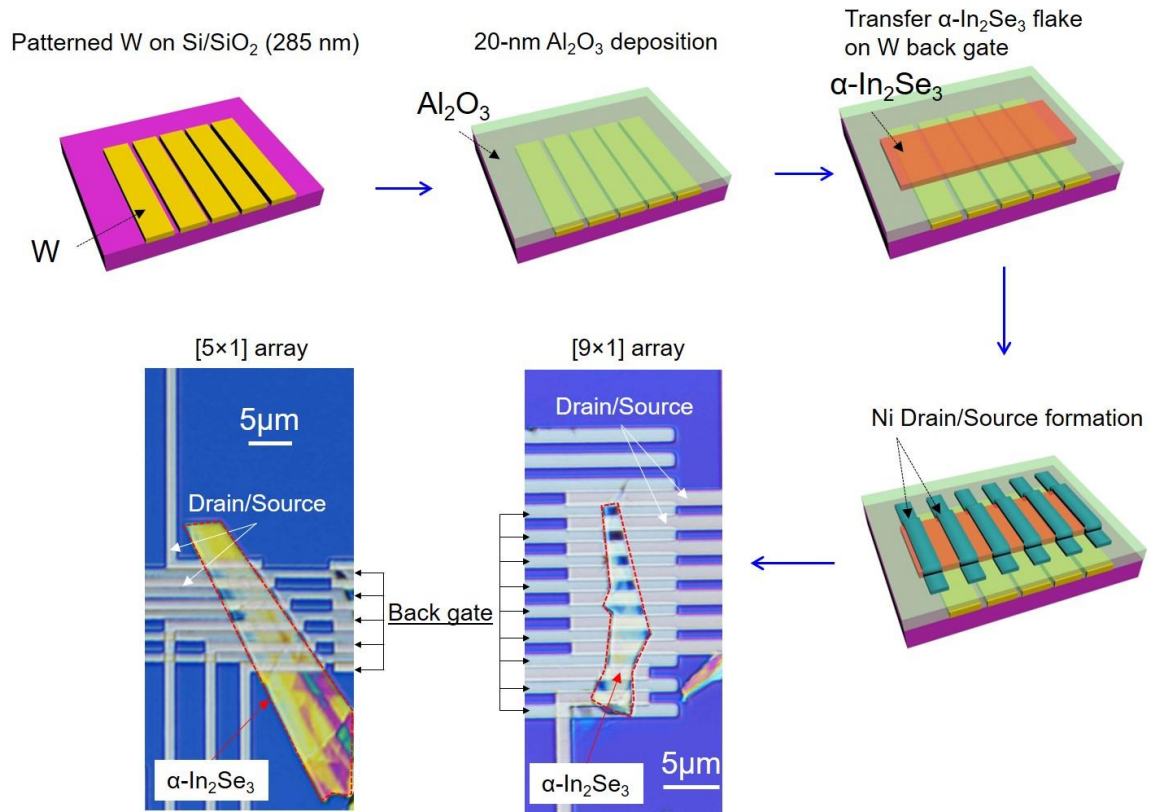 Patterned W on Si/SiO₂ (285 nm)
W
20-nm Al₂O₃ deposition
Al₂O₃
Transfer α-In₂Se₃ flake
on W back gate
α-In₂Se₃
[5×1] array
5μm
Drain/Source
α-In₂Se₃
Back gate
[9×1] array
Drain/Source
α-In₂Se₃
5μm
Ni Drain/Source formation